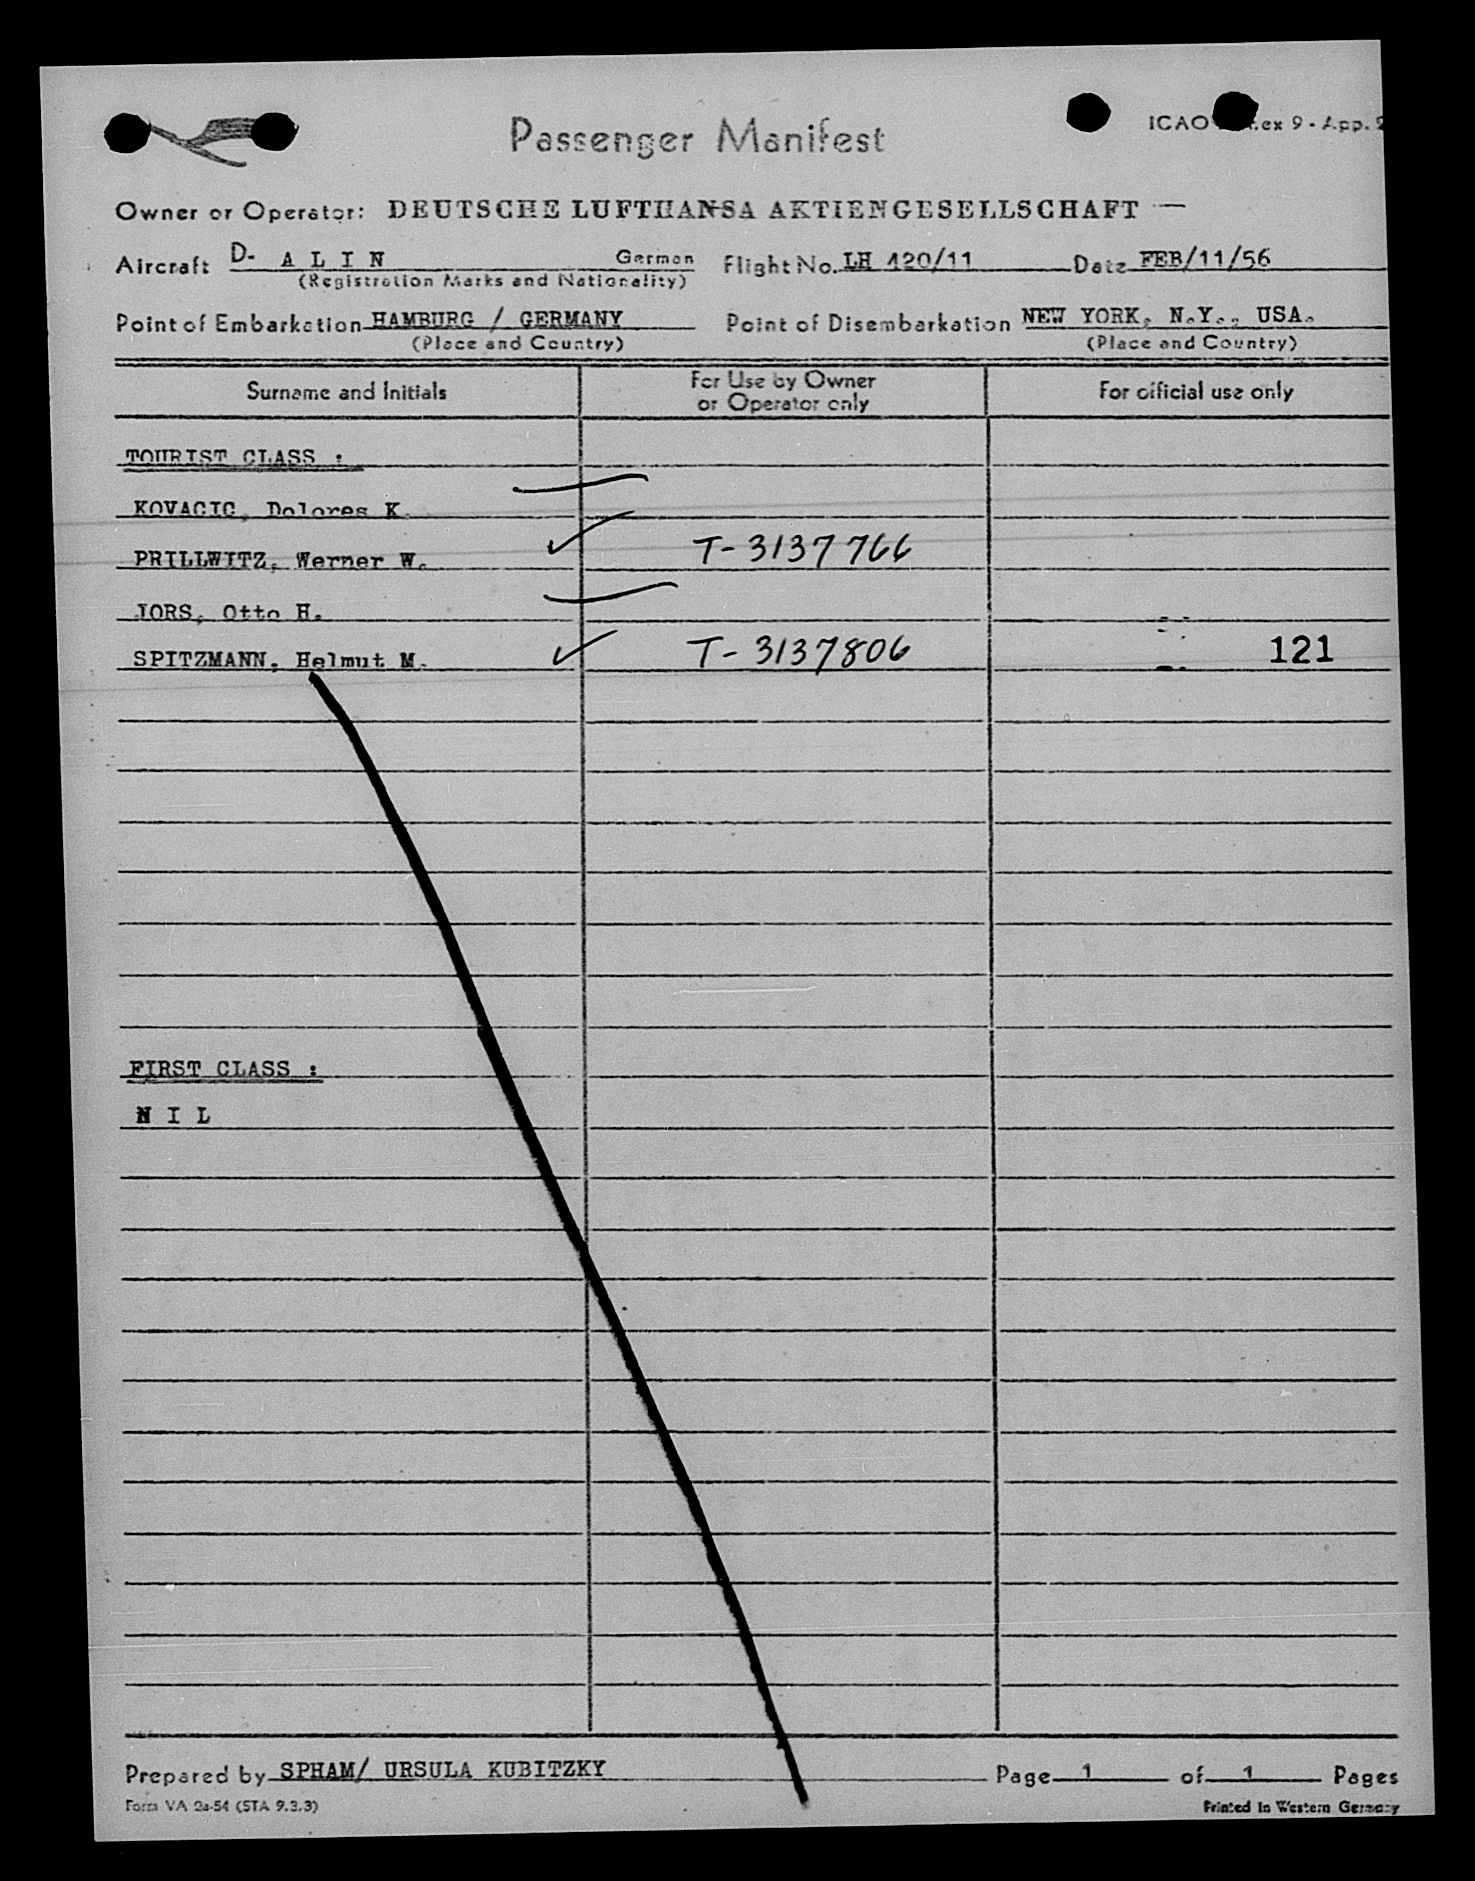 Passenger Manifest
ICAO Annex 9 - App. 2
Owner or Operator: DEUTSCHE LUFTHANSA AKTIENGESELLSCHAFT
Aircraft D- A L I N German Flight No. LH 420/11 Date FEB/11/56
(Registration Marks and Nationality)
Point of Embarkation HAMBURG / GERMANY Point of Disembarkation NEW YORK, N.Y., USA.
(Place and Country) (Place and Country)
Surname and Initials For Use by Owner or Operator only For official use only
TOURIST CLASS :
KOVACIC, Dolores K.
PRILLWITZ, Werner W. T-3137766
JORS, Otto H.
SPITZMANN, Helmut M. T-3137806 121
FIRST CLASS :
N I L
Prepared by SPHAM/ URSULA KUBITZKY Page 1 of 1 Pages
Form VA 2a-54 (STA 9.3.3) Printed in Western Germany